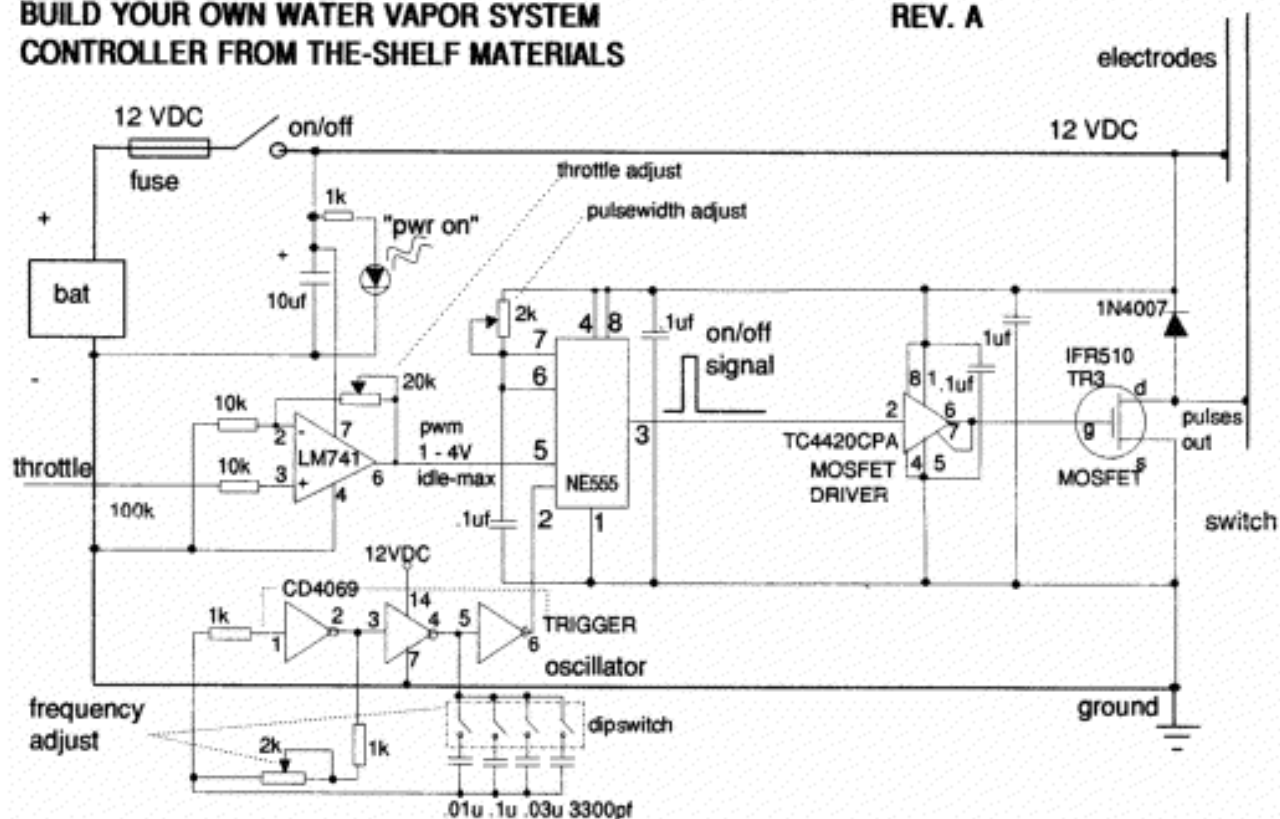 BUILD YOUR OWN WATER VAPOR SYSTEM
CONTROLLER FROM THE-SHELF MATERIALS
REV. A
electrodes
12 VDC
on/off
12 VDC
fuse
throttle adjust
1k
"pwr on"
pulsewidth adjust
+
+
bat
10uf
2k
4 8
.1uf
on/off
signal
1uf
1N4007
7
6
8 1 .1uf
IFR510
TR3
d
-
20k
10k
2
-
7
pwm
1 - 4V
idle-max
5
3
2
6
7
g
pulses
out
LM741
TC4420CPA
MOSFET
DRIVER
4 5
s
MOSFET
throttle
10k
3
+
6
4
NE555
100k
.1uf
2
1
switch
12VDC
CD4069
14
1k
1
2
3
4
5
6
7
TRIGGER
oscillator
frequency
adjust
ground
dipswitch
2k
1k
.01u .1u .03u 3300pf